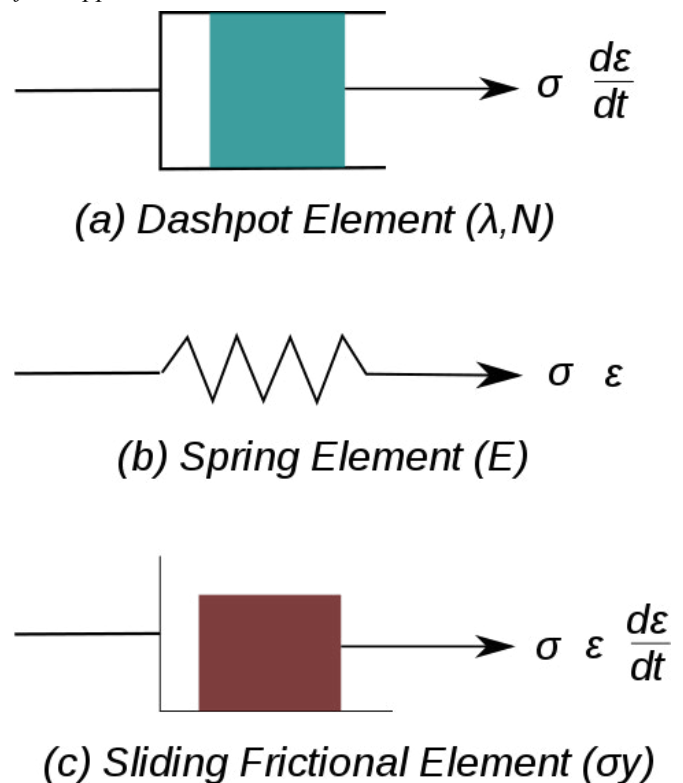 σ dε/dt
(a) Dashpot Element (λ,N)
σ ε
(b) Spring Element (E)
σ ε dε/dt
(c) Sliding Frictional Element (σy)